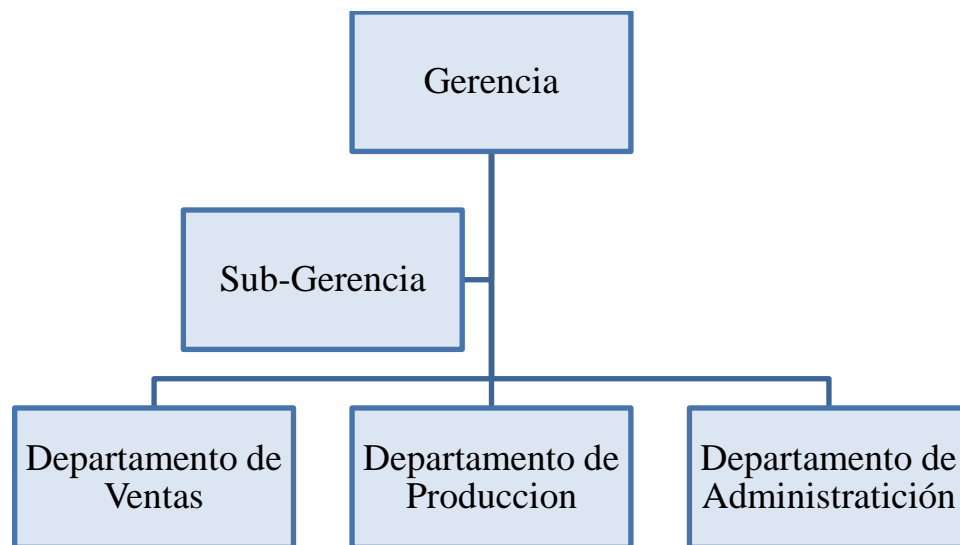 Gerencia
Sub-Gerencia
Departamento de
Ventas
Departamento de
Produccion
Departamento de
Administratición